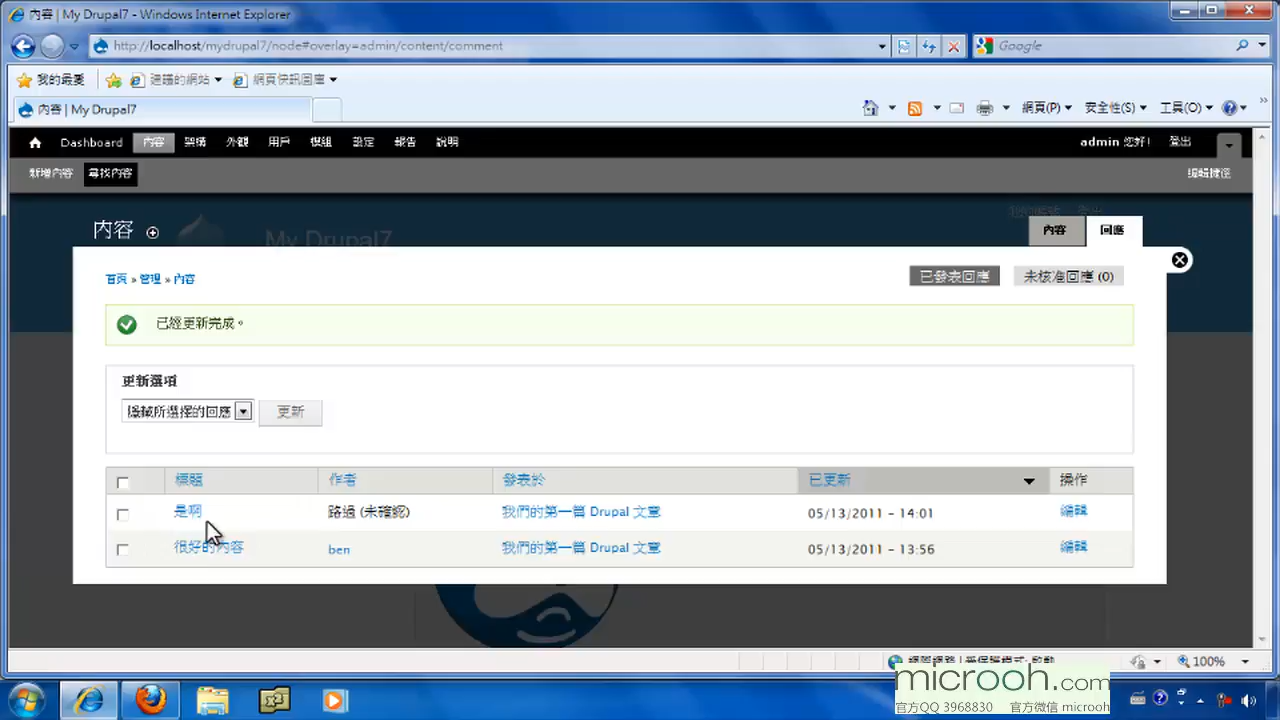 內容 | My Drupal7 - Windows Internet Explorer
http://localhost/mydrupal7/node#overlay=admin/content/comment
Google
我的最愛 建議的網站 網頁快訊圖庫
內容 | My Drupal7
網頁(P) 安全性(S) 工具(O)
Dashboard 內容 架構 外觀 用戶 模組 設定 報告 說明
admin 您好! 登出
新增內容 尋找內容
編輯捷徑
My Drupal7
內容
內容 回應
首頁 » 管理 » 內容
已發表回應 未核准回應 (0)
已經更新完成。
更新選項
隱藏所選擇的回應 更新
標題 作者 發表於 已更新 操作
是啊 路過 (未確認) 我們的第一篇 Drupal 文章 05/13/2011 - 14:01 編輯
很好的內容 ben 我們的第一篇 Drupal 文章 05/13/2011 - 13:56 編輯
100%
microoh.com
官方QQ 3968830 官方微信 microoh